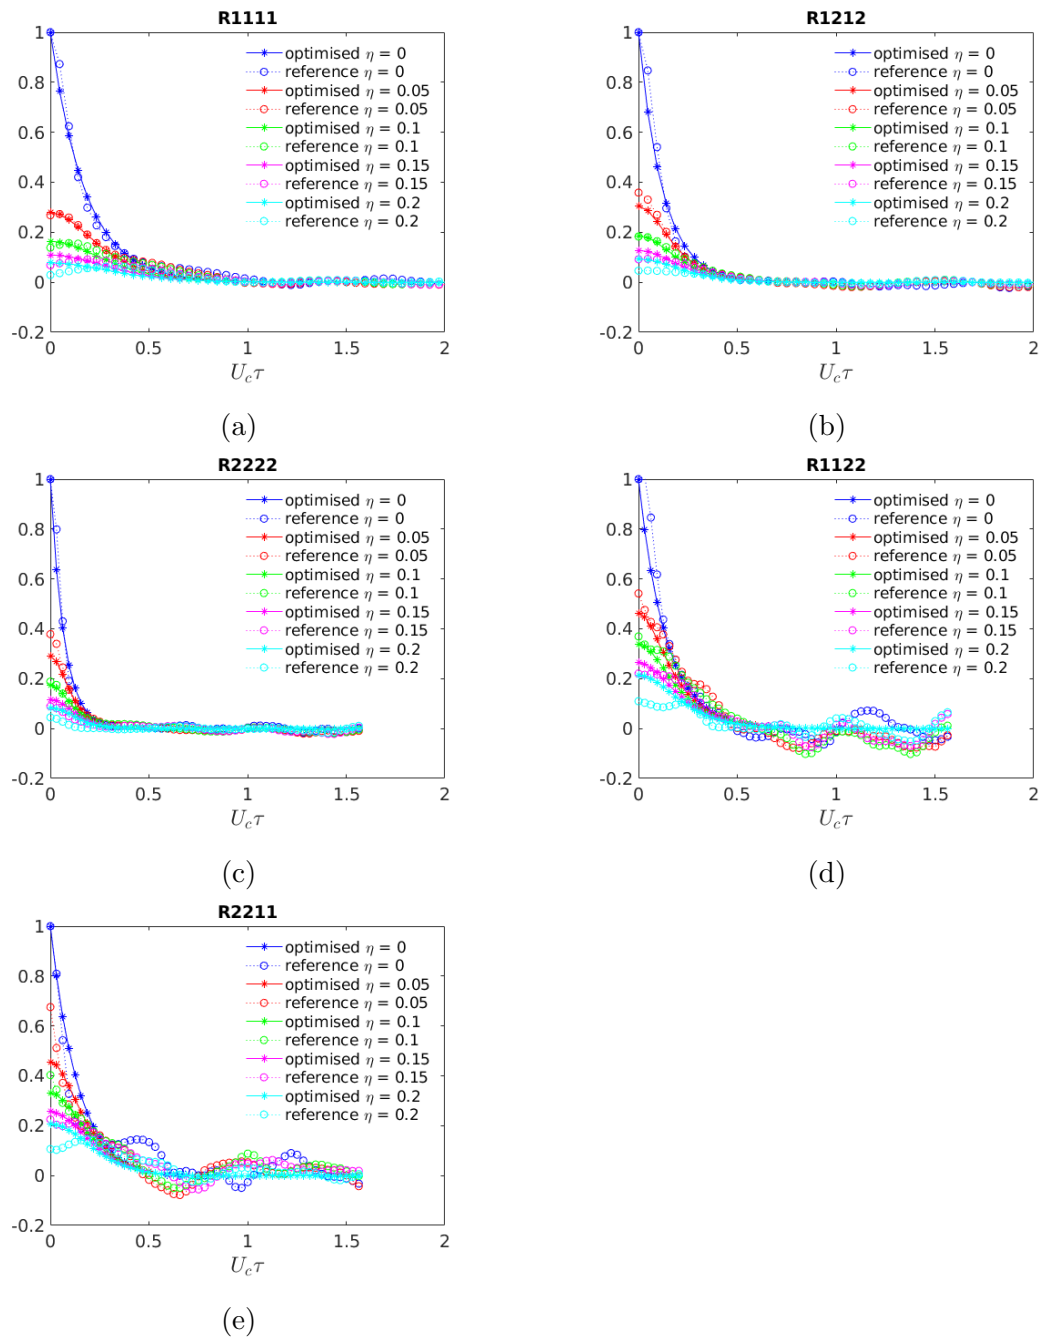 R1111
1
0.8
0.6
0.4
0.2
0
-0.2
0 0.5 1 1.5 2
optimised η = 0
reference η = 0
optimised η = 0.05
reference η = 0.05
optimised η = 0.1
reference η = 0.1
optimised η = 0.15
reference η = 0.15
optimised η = 0.2
reference η = 0.2
U_cτ
(a)
R1212
1
0.8
0.6
0.4
0.2
0
-0.2
0 0.5 1 1.5 2
optimised η = 0
reference η = 0
optimised η = 0.05
reference η = 0.05
optimised η = 0.1
reference η = 0.1
optimised η = 0.15
reference η = 0.15
optimised η = 0.2
reference η = 0.2
U_cτ
(b)
R2222
1
0.8
0.6
0.4
0.2
0
-0.2
0 0.5 1 1.5 2
optimised η = 0
reference η = 0
optimised η = 0.05
reference η = 0.05
optimised η = 0.1
reference η = 0.1
optimised η = 0.15
reference η = 0.15
optimised η = 0.2
reference η = 0.2
U_cτ
(c)
R1122
1
0.8
0.6
0.4
0.2
0
-0.2
0 0.5 1 1.5 2
optimised η = 0
reference η = 0
optimised η = 0.05
reference η = 0.05
optimised η = 0.1
reference η = 0.1
optimised η = 0.15
reference η = 0.15
optimised η = 0.2
reference η = 0.2
U_cτ
(d)
R2211
1
0.8
0.6
0.4
0.2
0
-0.2
0 0.5 1 1.5 2
optimised η = 0
reference η = 0
optimised η = 0.05
reference η = 0.05
optimised η = 0.1
reference η = 0.1
optimised η = 0.15
reference η = 0.15
optimised η = 0.2
reference η = 0.2
U_cτ
(e)